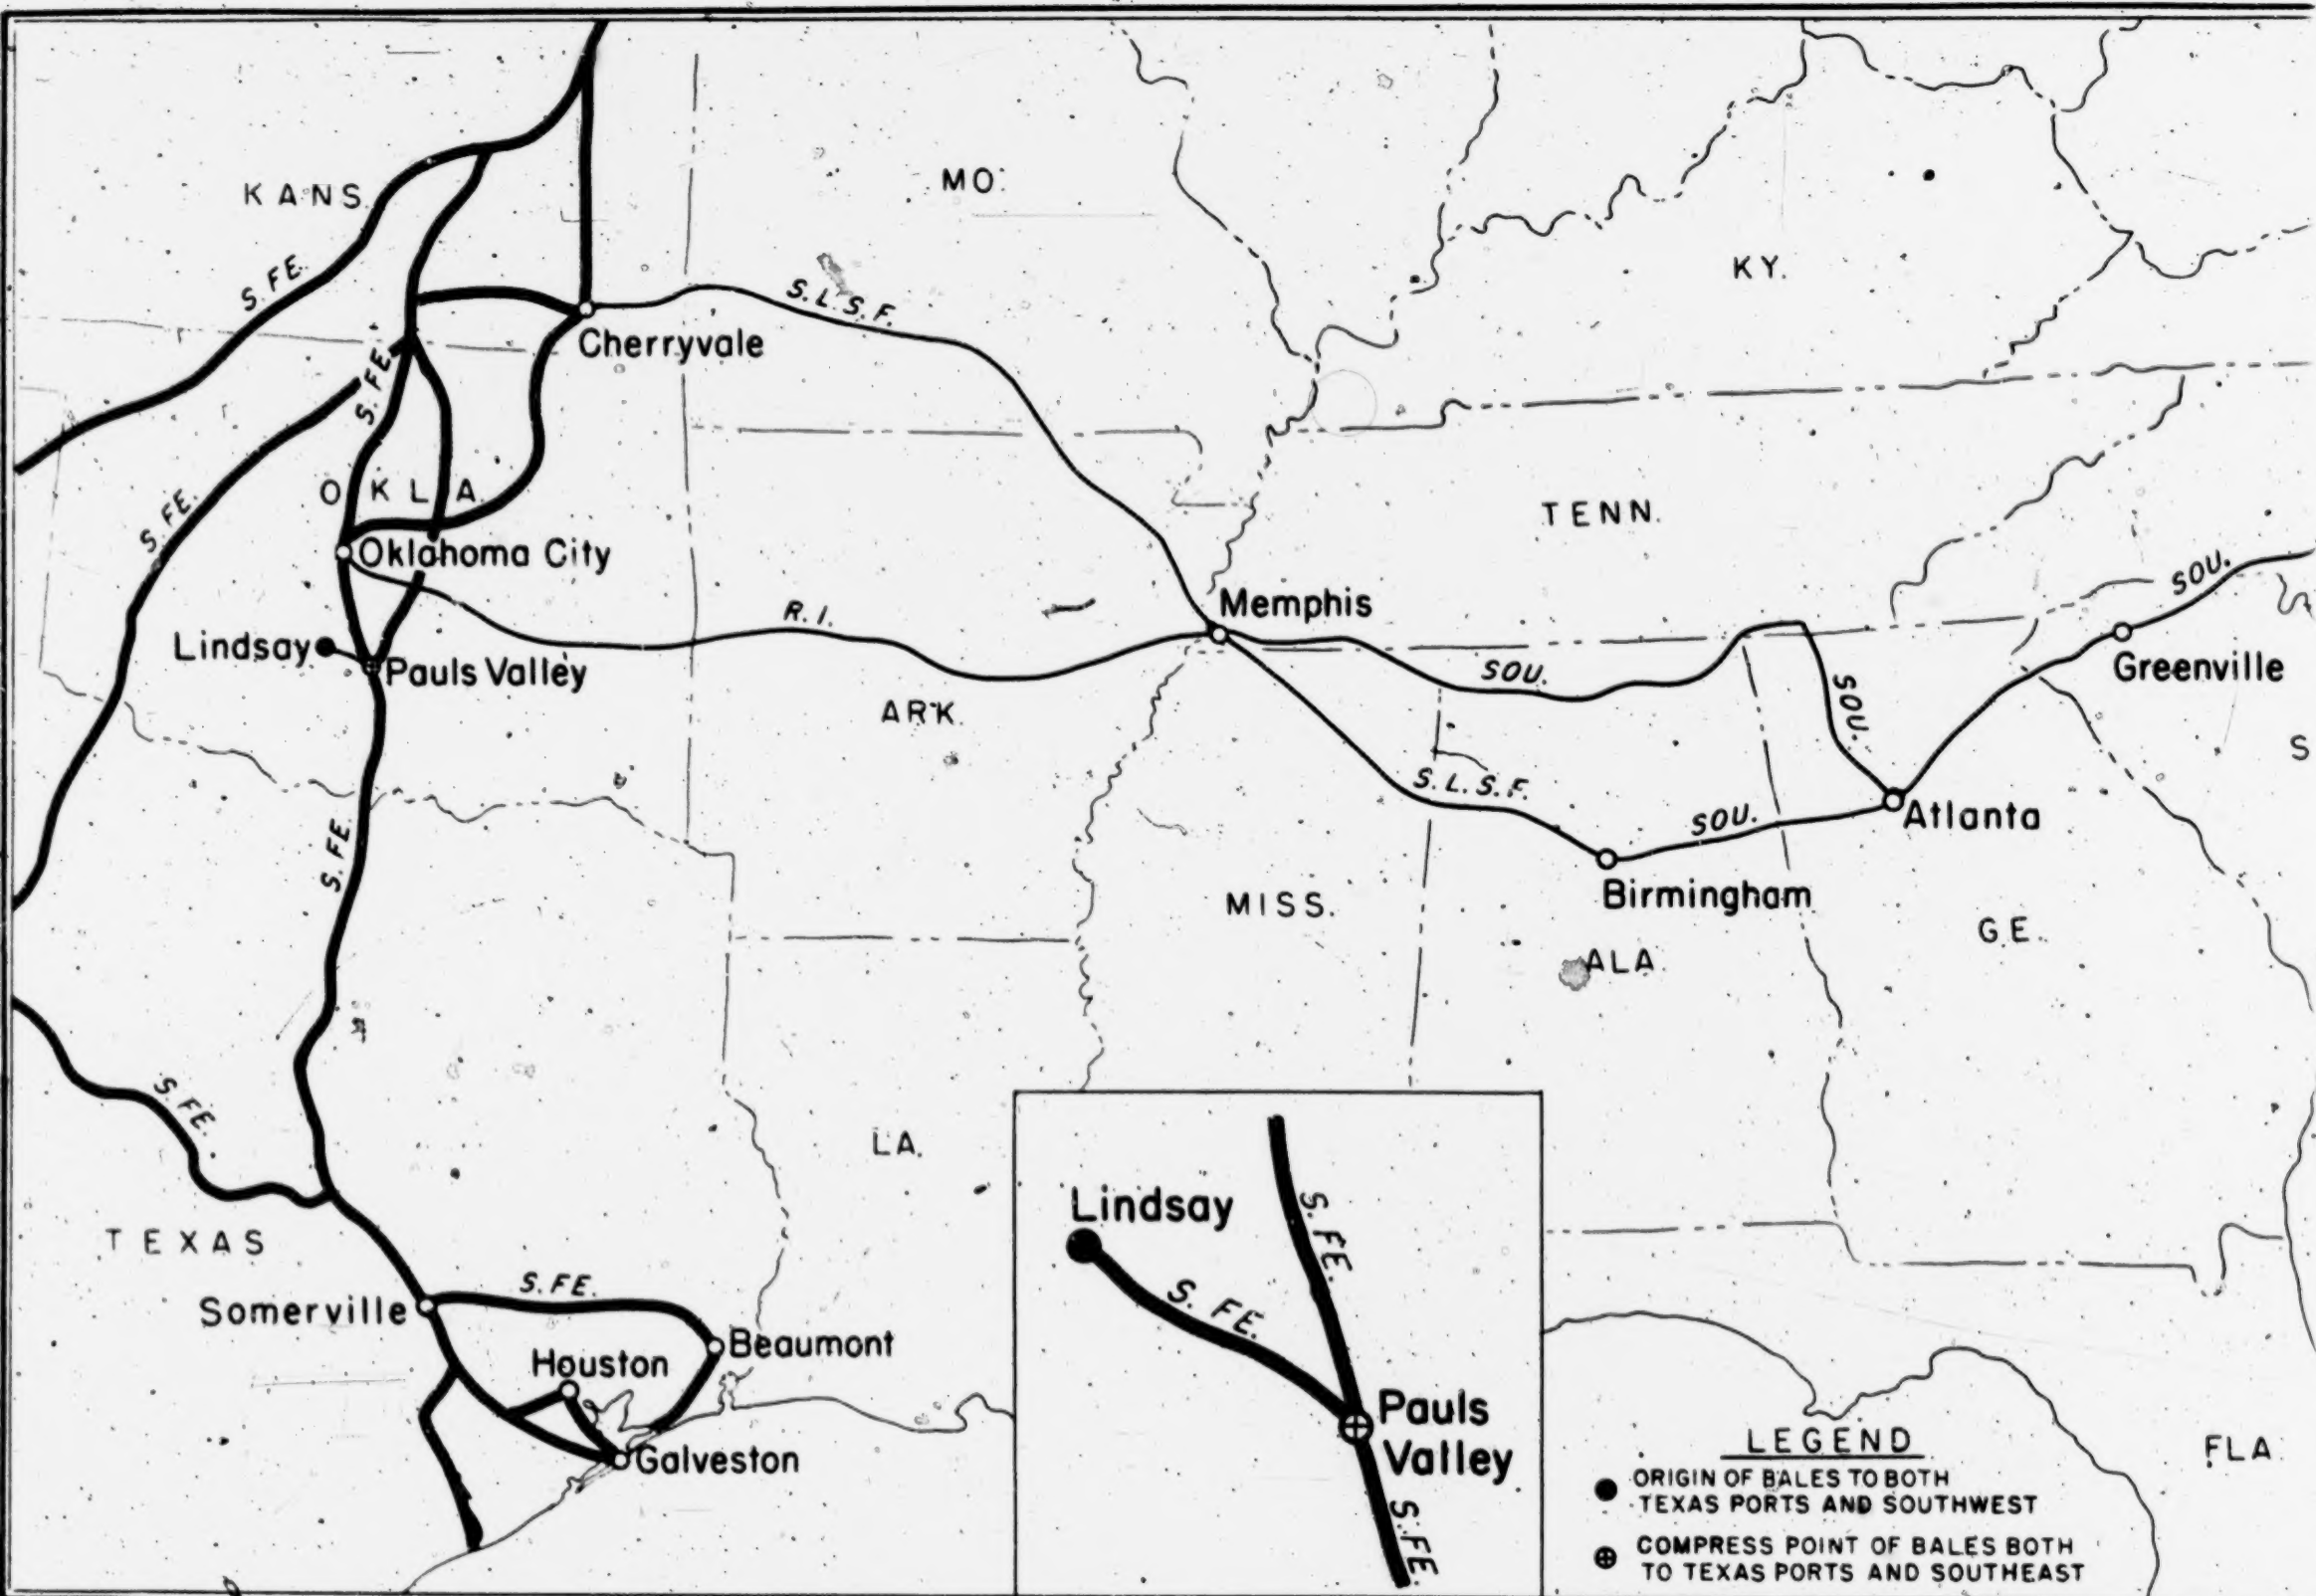 KANS.
MO.
KY.
S. FE.
S.L.S.F.
Cherryvale
S. FE.
S. FE.
OKLA.
TENN.
Oklahoma City
Memphis
SOU.
R.I.
Lindsay
Pauls Valley
SOU.
SOU.
Greenville
ARK.
S
S.L.S.F.
SOU.
Atlanta
S. FE.
Birmingham
MISS.
G.E.
ALA.
S. FE.
LA.
TEXAS
Somerville
S. FE.
Beaumont
Houston
Galveston
Lindsay
S. FE.
S. FE.
Pauls
Valley
S. FE.
FLA.
LEGEND
ORIGIN OF BALES TO BOTH
TEXAS PORTS AND SOUTHWEST
COMPRESS POINT OF BALES BOTH
TO TEXAS PORTS AND SOUTHEAST